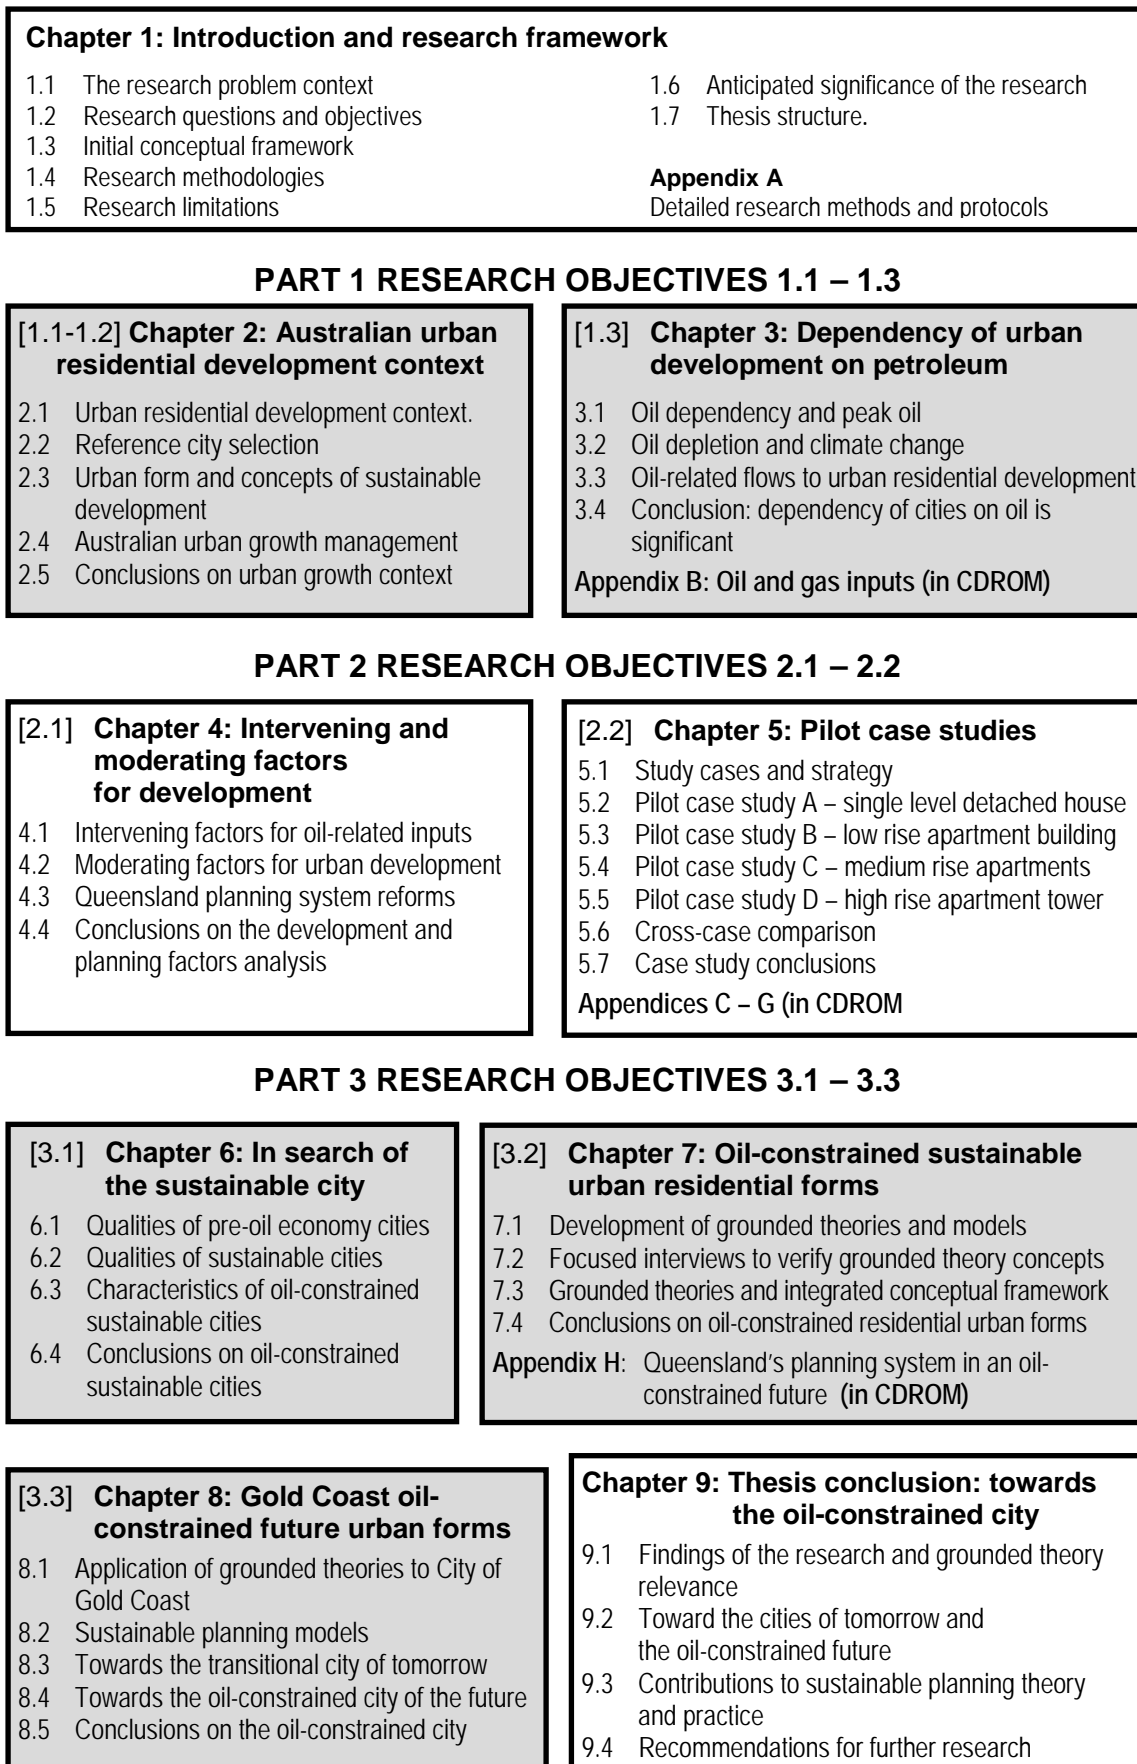 Chapter 1: Introduction and research framework
1.1 The research problem context
1.2 Research questions and objectives
1.3 Initial conceptual framework
1.4 Research methodologies
1.5 Research limitations
1.6 Anticipated significance of the research
1.7 Thesis structure.
Appendix A
Detailed research methods and protocols
PART 1 RESEARCH OBJECTIVES 1.1 – 1.3
[1.1-1.2] Chapter 2: Australian urban
residential development context
2.1 Urban residential development context.
2.2 Reference city selection
2.3 Urban form and concepts of sustainable
development
2.4 Australian urban growth management
2.5 Conclusions on urban growth context
[1.3] Chapter 3: Dependency of urban
development on petroleum
3.1 Oil dependency and peak oil
3.2 Oil depletion and climate change
3.3 Oil-related flows to urban residential development
3.4 Conclusion: dependency of cities on oil is
significant
Appendix B: Oil and gas inputs (in CDROM)
PART 2 RESEARCH OBJECTIVES 2.1 – 2.2
[2.1] Chapter 4: Intervening and
moderating factors
for development
4.1 Intervening factors for oil-related inputs
4.2 Moderating factors for urban development
4.3 Queensland planning system reforms
4.4 Conclusions on the development and
planning factors analysis
[2.2] Chapter 5: Pilot case studies
5.1 Study cases and strategy
5.2 Pilot case study A – single level detached house
5.3 Pilot case study B – low rise apartment building
5.4 Pilot case study C – medium rise apartments
5.5 Pilot case study D – high rise apartment tower
5.6 Cross-case comparison
5.7 Case study conclusions
Appendices C – G (in CDROM
PART 3 RESEARCH OBJECTIVES 3.1 – 3.3
[3.1] Chapter 6: In search of
the sustainable city
6.1 Qualities of pre-oil economy cities
6.2 Qualities of sustainable cities
6.3 Characteristics of oil-constrained
sustainable cities
6.4 Conclusions on oil-constrained
sustainable cities
[3.2] Chapter 7: Oil-constrained sustainable
urban residential forms
7.1 Development of grounded theories and models
7.2 Focused interviews to verify grounded theory concepts
7.3 Grounded theories and integrated conceptual framework
7.4 Conclusions on oil-constrained residential urban forms
Appendix H: Queensland's planning system in an oil-
constrained future (in CDROM)
[3.3] Chapter 8: Gold Coast oil-
constrained future urban forms
8.1 Application of grounded theories to City of
Gold Coast
8.2 Sustainable planning models
8.3 Towards the transitional city of tomorrow
8.4 Towards the oil-constrained city of the future
8.5 Conclusions on the oil-constrained city
Chapter 9: Thesis conclusion: towards
the oil-constrained city
9.1 Findings of the research and grounded theory
relevance
9.2 Toward the cities of tomorrow and
the oil-constrained future
9.3 Contributions to sustainable planning theory
and practice
9.4 Recommendations for further research